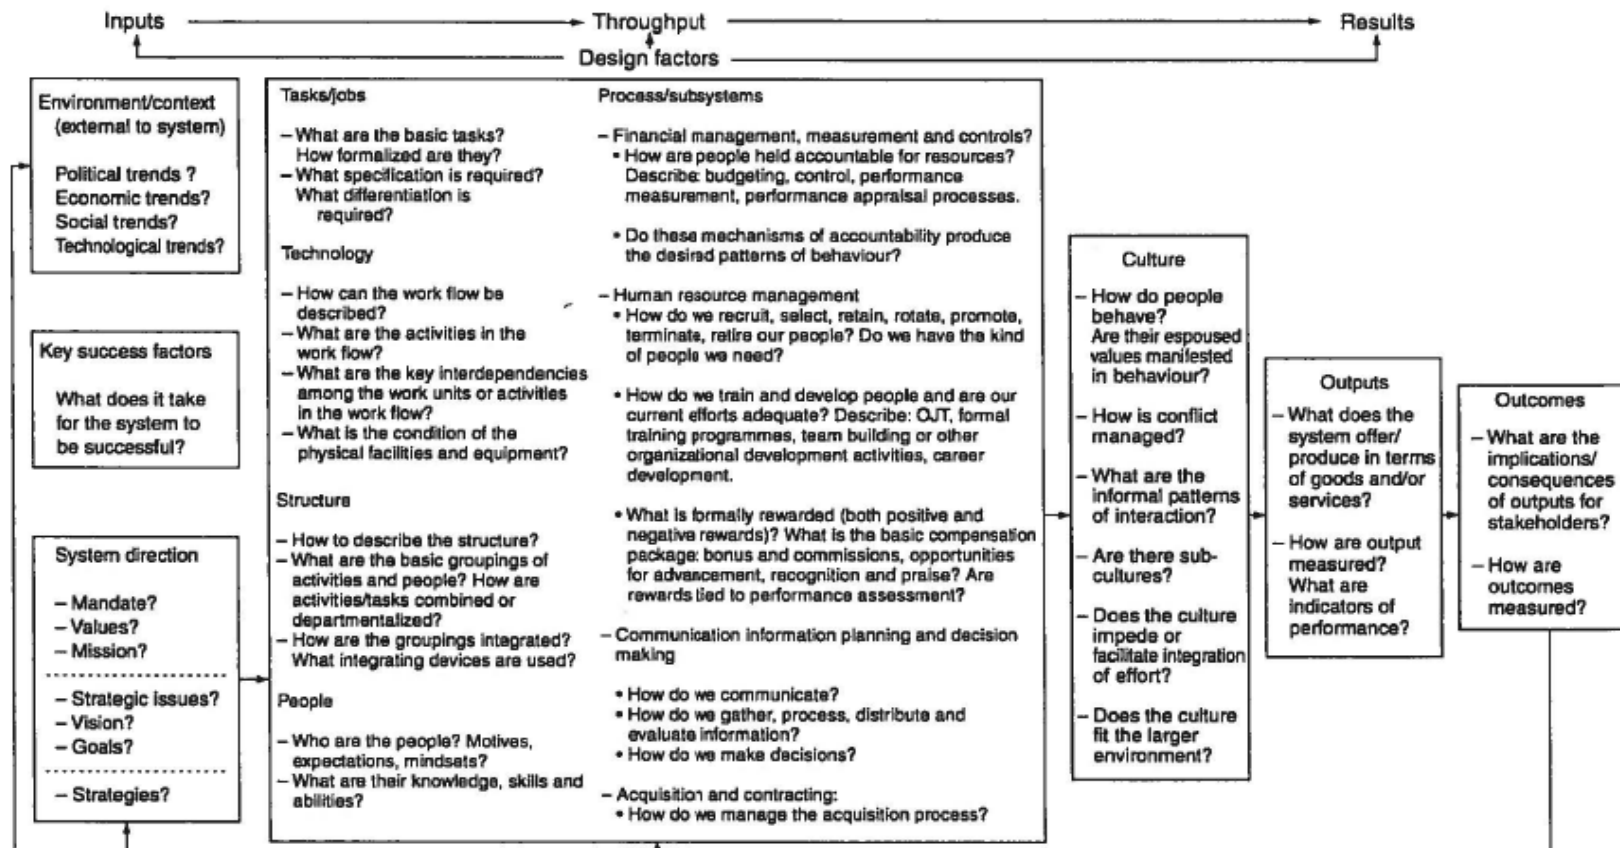 Inputs
Throughput
Results
Design factors
Environment/context
(external to system)
Political trends ?
Economic trends?
Social trends?
Technological trends?
Key success factors
What does it take
for the system to
be successful?
System direction
– Mandate?
– Values?
– Mission?
– Strategic issues?
– Vision?
– Goals?
– Strategies?
Tasks/jobs
– What are the basic tasks?
How formalized are they?
– What specification is required?
What differentiation is
required?
Technology
– How can the work flow be
described?
– What are the activities in the
work flow?
– What are the key interdependencies
among the work units or activities
in the work flow?
– What is the condition of the
physical facilities and equipment?
Structure
– How to describe the structure?
– What are the basic groupings of
activities and people? How are
activities/tasks combined or
departmentalized?
– How are the groupings integrated?
What integrating devices are used?
People
– Who are the people? Motives,
expectations, mindsets?
– What are their knowledge, skills and
abilities?
Process/subsystems
– Financial management, measurement and controls?
• How are people held accountable for resources?
Describe: budgeting, control, performance
measurement, performance appraisal processes.
• Do these mechanisms of accountability produce
the desired patterns of behaviour?
– Human resource management
• How do we recruit, select, retain, rotate, promote,
terminate, retire our people? Do we have the kind
of people we need?
• How do we train and develop people and are our
current efforts adequate? Describe: OJT, formal
training programmes, team building or other
organizational development activities, career
development.
• What is formally rewarded (both positive and
negative rewards)? What is the basic compensation
package: bonus and commissions, opportunities
for advancement, recognition and praise? Are
rewards tied to performance assessment?
– Communication information planning and decision
making
• How do we communicate?
• How do we gather, process, distribute and
evaluate information?
• How do we make decisions?
– Acquisition and contracting:
• How do we manage the acquisition process?
Culture
– How do people
behave?
Are their espoused
values manifested
in behaviour?
– How is conflict
managed?
– What are the
informal patterns
of interaction?
– Are there sub-
cultures?
– Does the culture
impede or
facilitate integration
of effort?
– Does the culture
fit the larger
environment?
Outputs
– What does the
system offer/
produce in terms
of goods and/or
services?
– How are output
measured?
What are
indicators of
performance?
Outcomes
– What are the
implications/
consequences
of outputs for
stakeholders?
– How are
outcomes
measured?